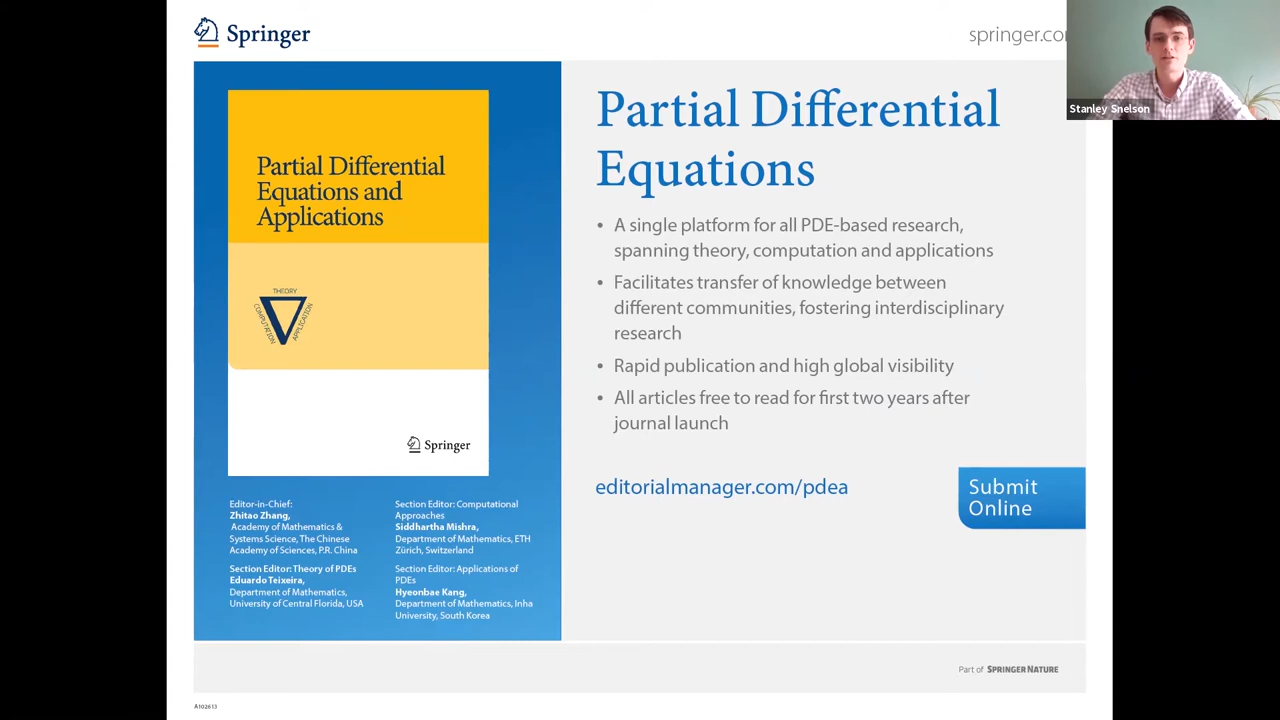 Springer
springer.co
Stanley Snelson
Partial Differential
Equations and
Applications
THEORY
COMPUTATION
APPLICATION
Springer
Editor-in-Chief:
Zhitao Zhang,
Academy of Mathematics &
Systems Science, The Chinese
Academy of Sciences, P.R. China
Section Editor: Theory of PDEs
Eduardo Teixeira,
Department of Mathematics,
University of Central Florida, USA
Section Editor: Computational
Approaches
Siddhartha Mishra,
Department of Mathematics, ETH
Zürich, Switzerland
Section Editor: Applications of
PDEs
Hyeonbae Kang,
Department of Mathematics, Inha
University, South Korea
Partial Differential
Equations
• A single platform for all PDE-based research,
spanning theory, computation and applications
• Facilitates transfer of knowledge between
different communities, fostering interdisciplinary
research
• Rapid publication and high global visibility
• All articles free to read for first two years after
journal launch
editorialmanager.com/pdea
Submit
Online
Part of SPRINGER NATURE
A102613